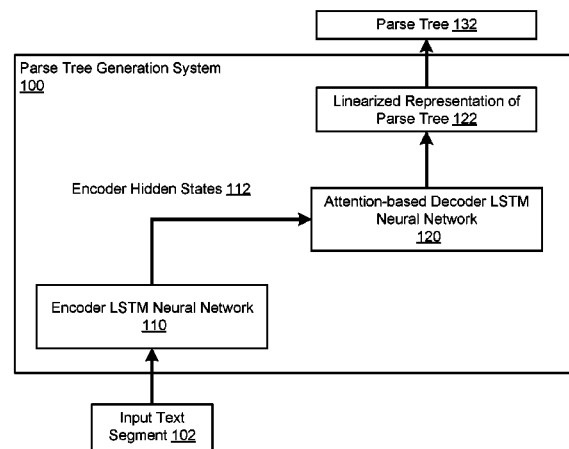 Parse Tree 132
Parse Tree Generation System
100
Linearized Representation of
Parse Tree 122
Encoder Hidden States 112
Attention-based Decoder LSTM
Neural Network
120
Encoder LSTM Neural Network
110
Input Text
Segment 102